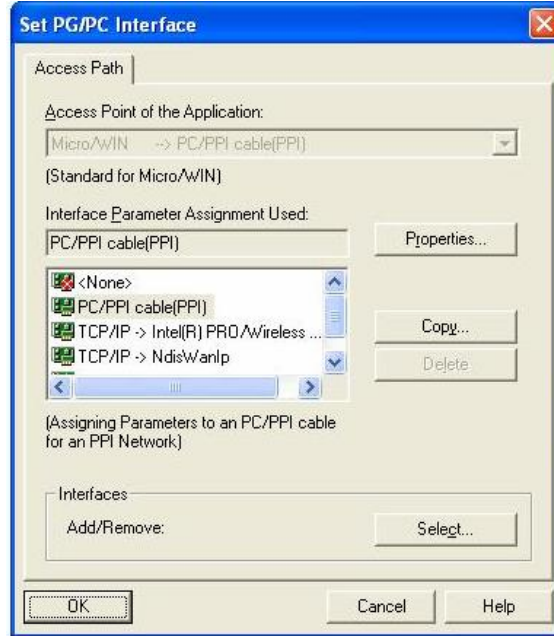 Set PG/PC Interface
Access Path
Access Point of the Application:
Micro/WIN --> PC/PPI cable(PPI)
(Standard for Micro/WIN)
Interface Parameter Assignment Used:
PC/PPI cable(PPI)
Properties...
<None>
PC/PPI cable(PPI)
TCP/IP -> Intel(R) PRO/Wireless ...
TCP/IP -> NdisWanIp
Copy...
Delete
(Assigning Parameters to an PC/PPI cable
for an PPI Network)
Interfaces
Add/Remove:
Select...
OK
Cancel
Help